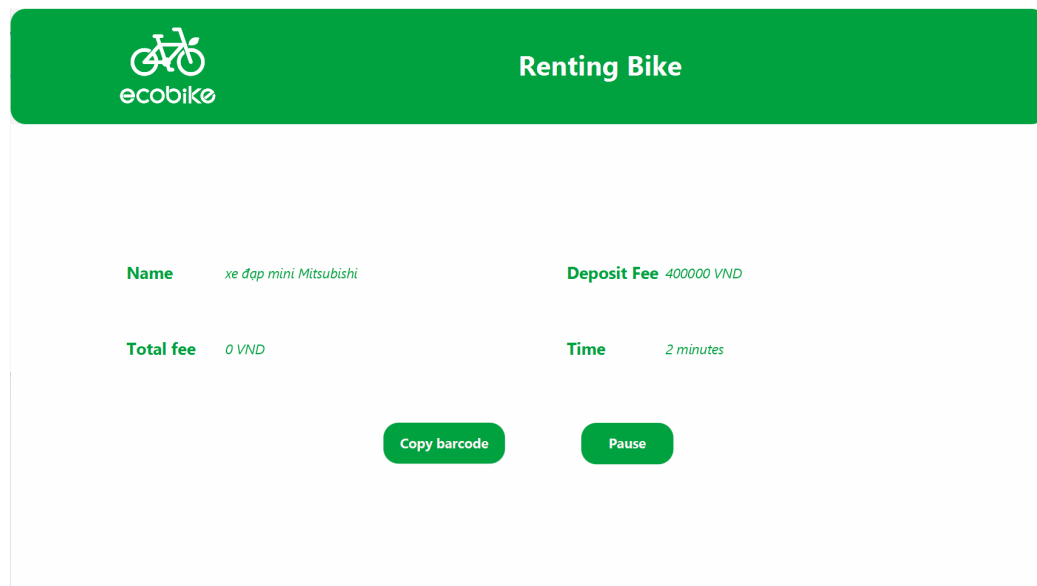 ecobike
Renting Bike
Name xe đạp mini Mitsubishi Deposit Fee 400000 VND
Total fee 0 VND Time 2 minutes
Copy barcode Pause